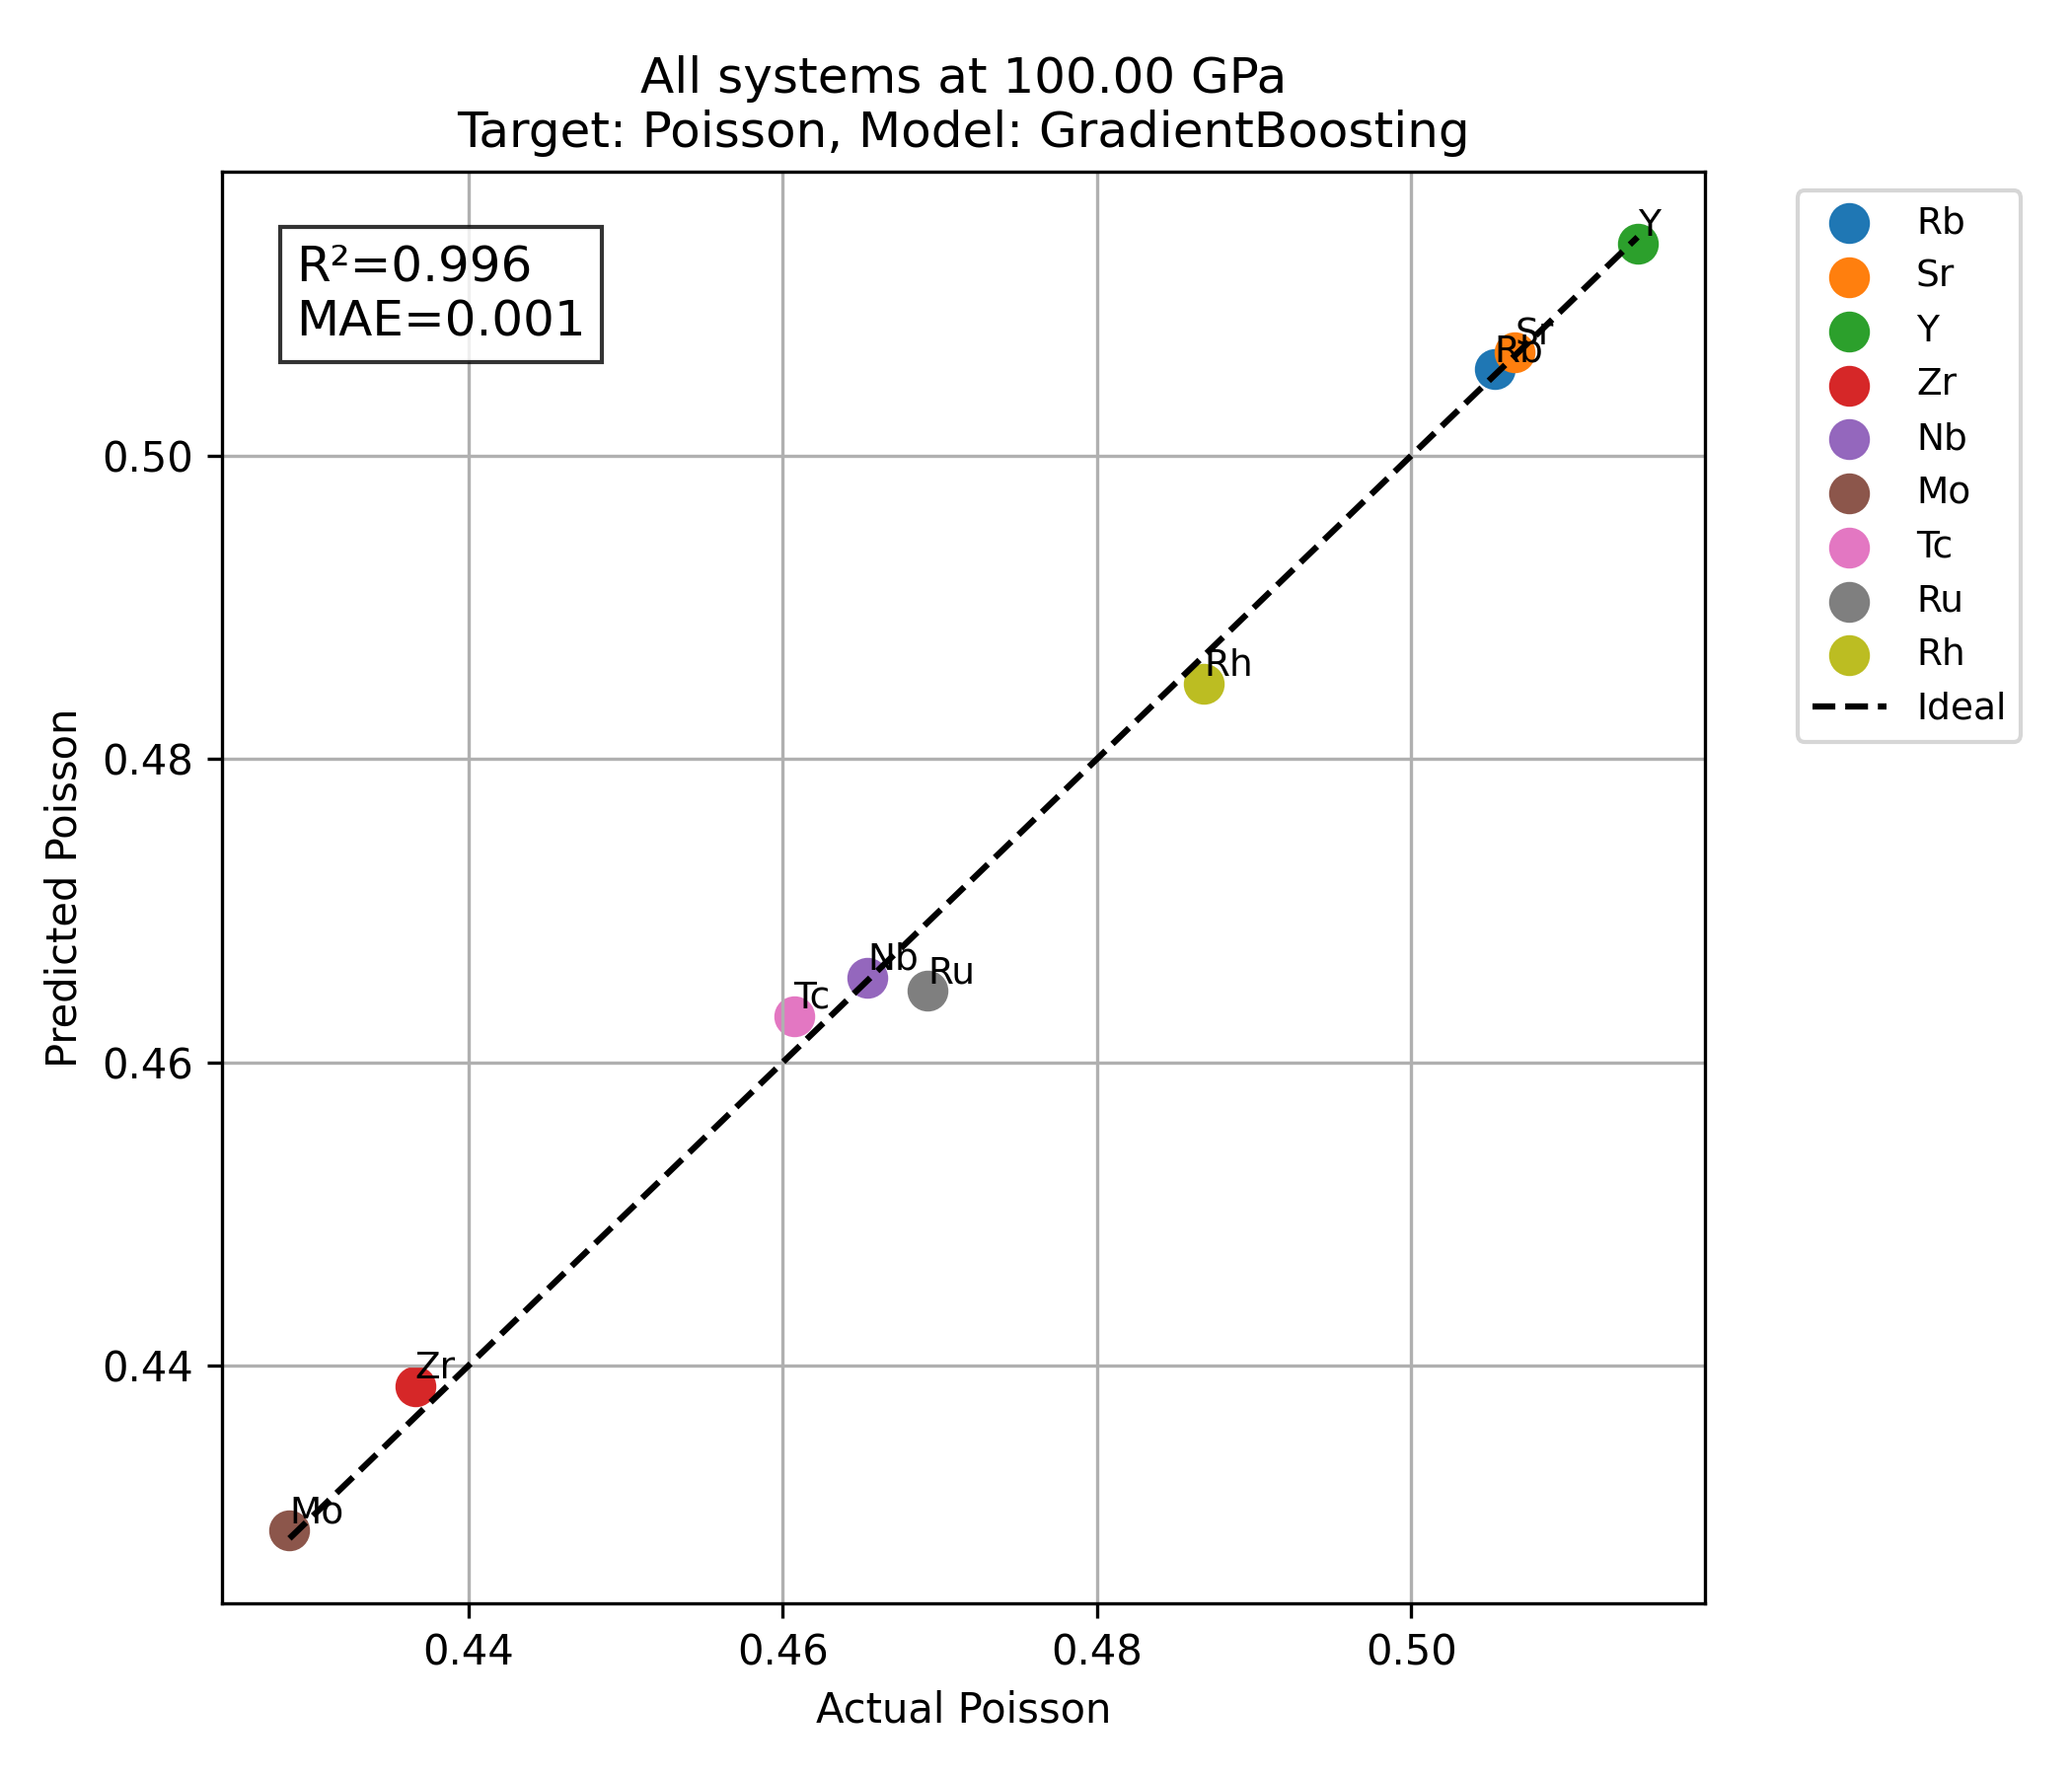 All systems at 100.00 GPa
Target: Poisson, Model: GradientBoosting
R²=0.996
MAE=0.001
Y
Sr
Rb
Rh
Nb
Ru
Tc
Zr
Mo
Rb
Sr
Y
Zr
Nb
Mo
Tc
Ru
Rh
Ideal
Predicted Poisson
0.50
0.48
0.46
0.44
0.44
0.46
0.48
0.50
Actual Poisson